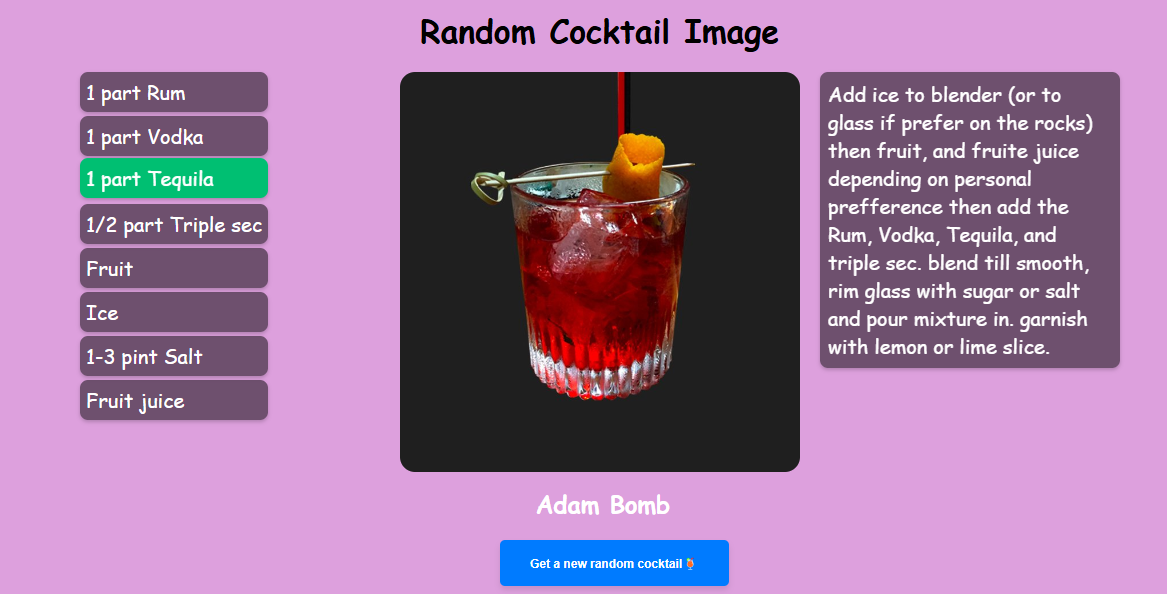 Random Cocktail Image
1 part Rum
1 part Vodka
1 part Tequila
1/2 part Triple sec
Fruit
Ice
1-3 pint Salt
Fruit juice
Add ice to blender (or to
glass if prefer on the rocks)
then fruit, and fruite juice
depending on personal
prefference then add the
Rum, Vodka, Tequila, and
triple sec. blend till smooth,
rim glass with sugar or salt
and pour mixture in. garnish
with lemon or lime slice.
Adam Bomb
Get a new random cocktail🍹